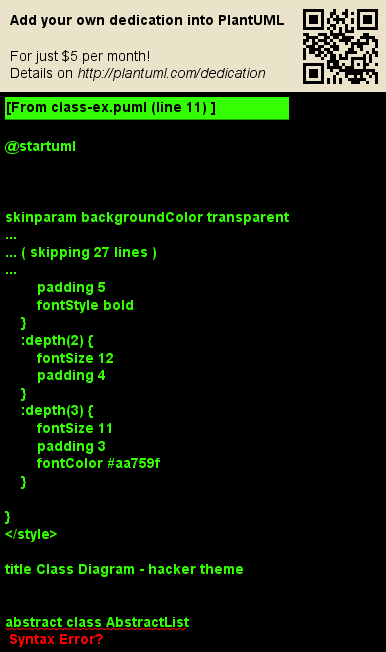 Add your own dedication into PlantUML
For just $5 per month!
Details on http://plantuml.com/dedication
[From class-ex.puml (line 11) ]
@startuml
skinparam backgroundColor transparent
...
... ( skipping 27 lines )
...
padding 5
fontStyle bold
}
:depth(2) {
fontSize 12
padding 4
}
:depth(3) {
fontSize 11
padding 3
fontColor #aa759f
}
}
</style>
title Class Diagram - hacker theme
abstract class AbstractList
Syntax Error?